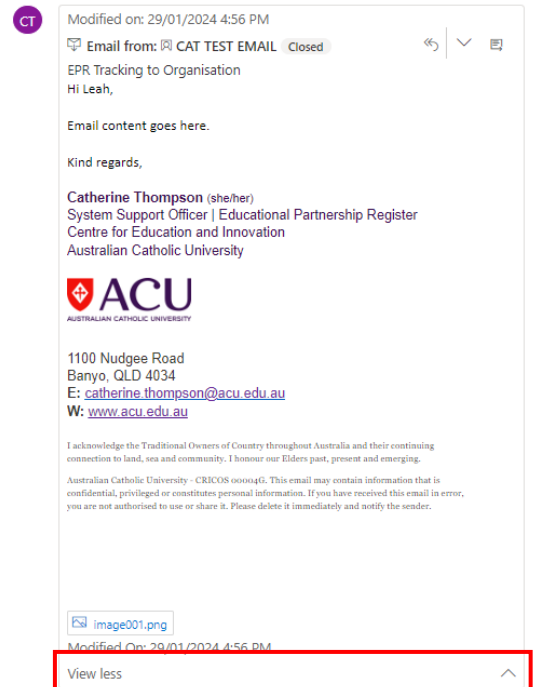 CT
Modified on: 29/01/2024 4:56 PM
Email from: CAT TEST EMAIL Closed
EPR Tracking to Organisation
Hi Leah,
Email content goes here.
Kind regards,
Catherine Thompson (she/her)
System Support Officer | Educational Partnership Register
Centre for Education and Innovation
Australian Catholic University
ACU
AUSTRALIAN CATHOLIC UNIVERSITY
1100 Nudgee Road
Banyo, QLD 4034
E: catherine.thompson@acu.edu.au
W: www.acu.edu.au
I acknowledge the Traditional Owners of Country throughout Australia and their continuing
connection to land, sea and community. I honour our Elders past, present and emerging.
Australian Catholic University - CRICOS 00004G. This email may contain information that is
confidential, privileged or constitutes personal information. If you have received this email in error,
you are not authorised to use or share it. Please delete it immediately and notify the sender.
image001.png
Modified On: 29/01/2024 4:56 PM
View less